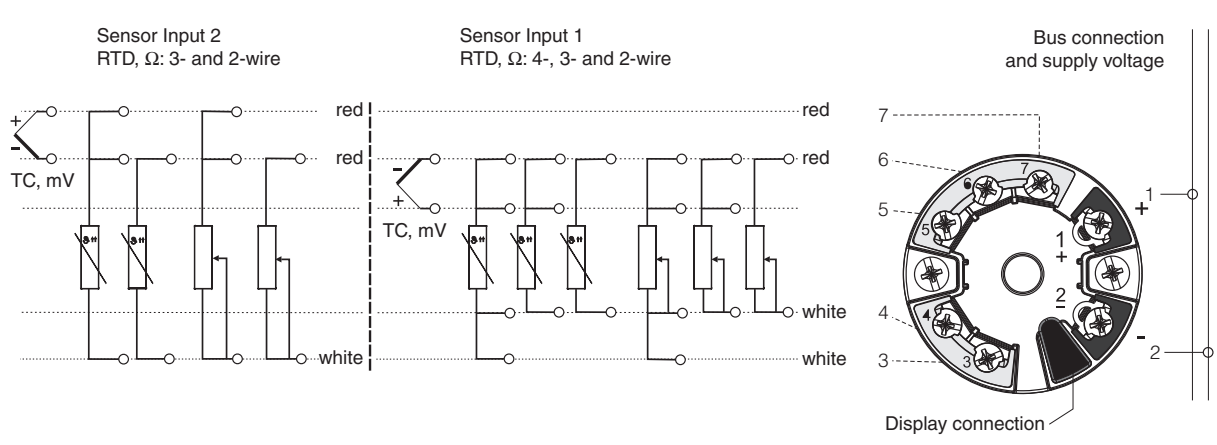 Sensor Input 2
RTD, Ω: 3- and 2-wire
Sensor Input 1
RTD, Ω: 4-, 3- and 2-wire
Bus connection
and supply voltage
red
red
7
+
-
red
red
6
TC, mV
-
+
TC, mV
5
6
7
5
1
+
1
+
2
-
white
white
4
4
3
white
white
3
-
2
Display connection